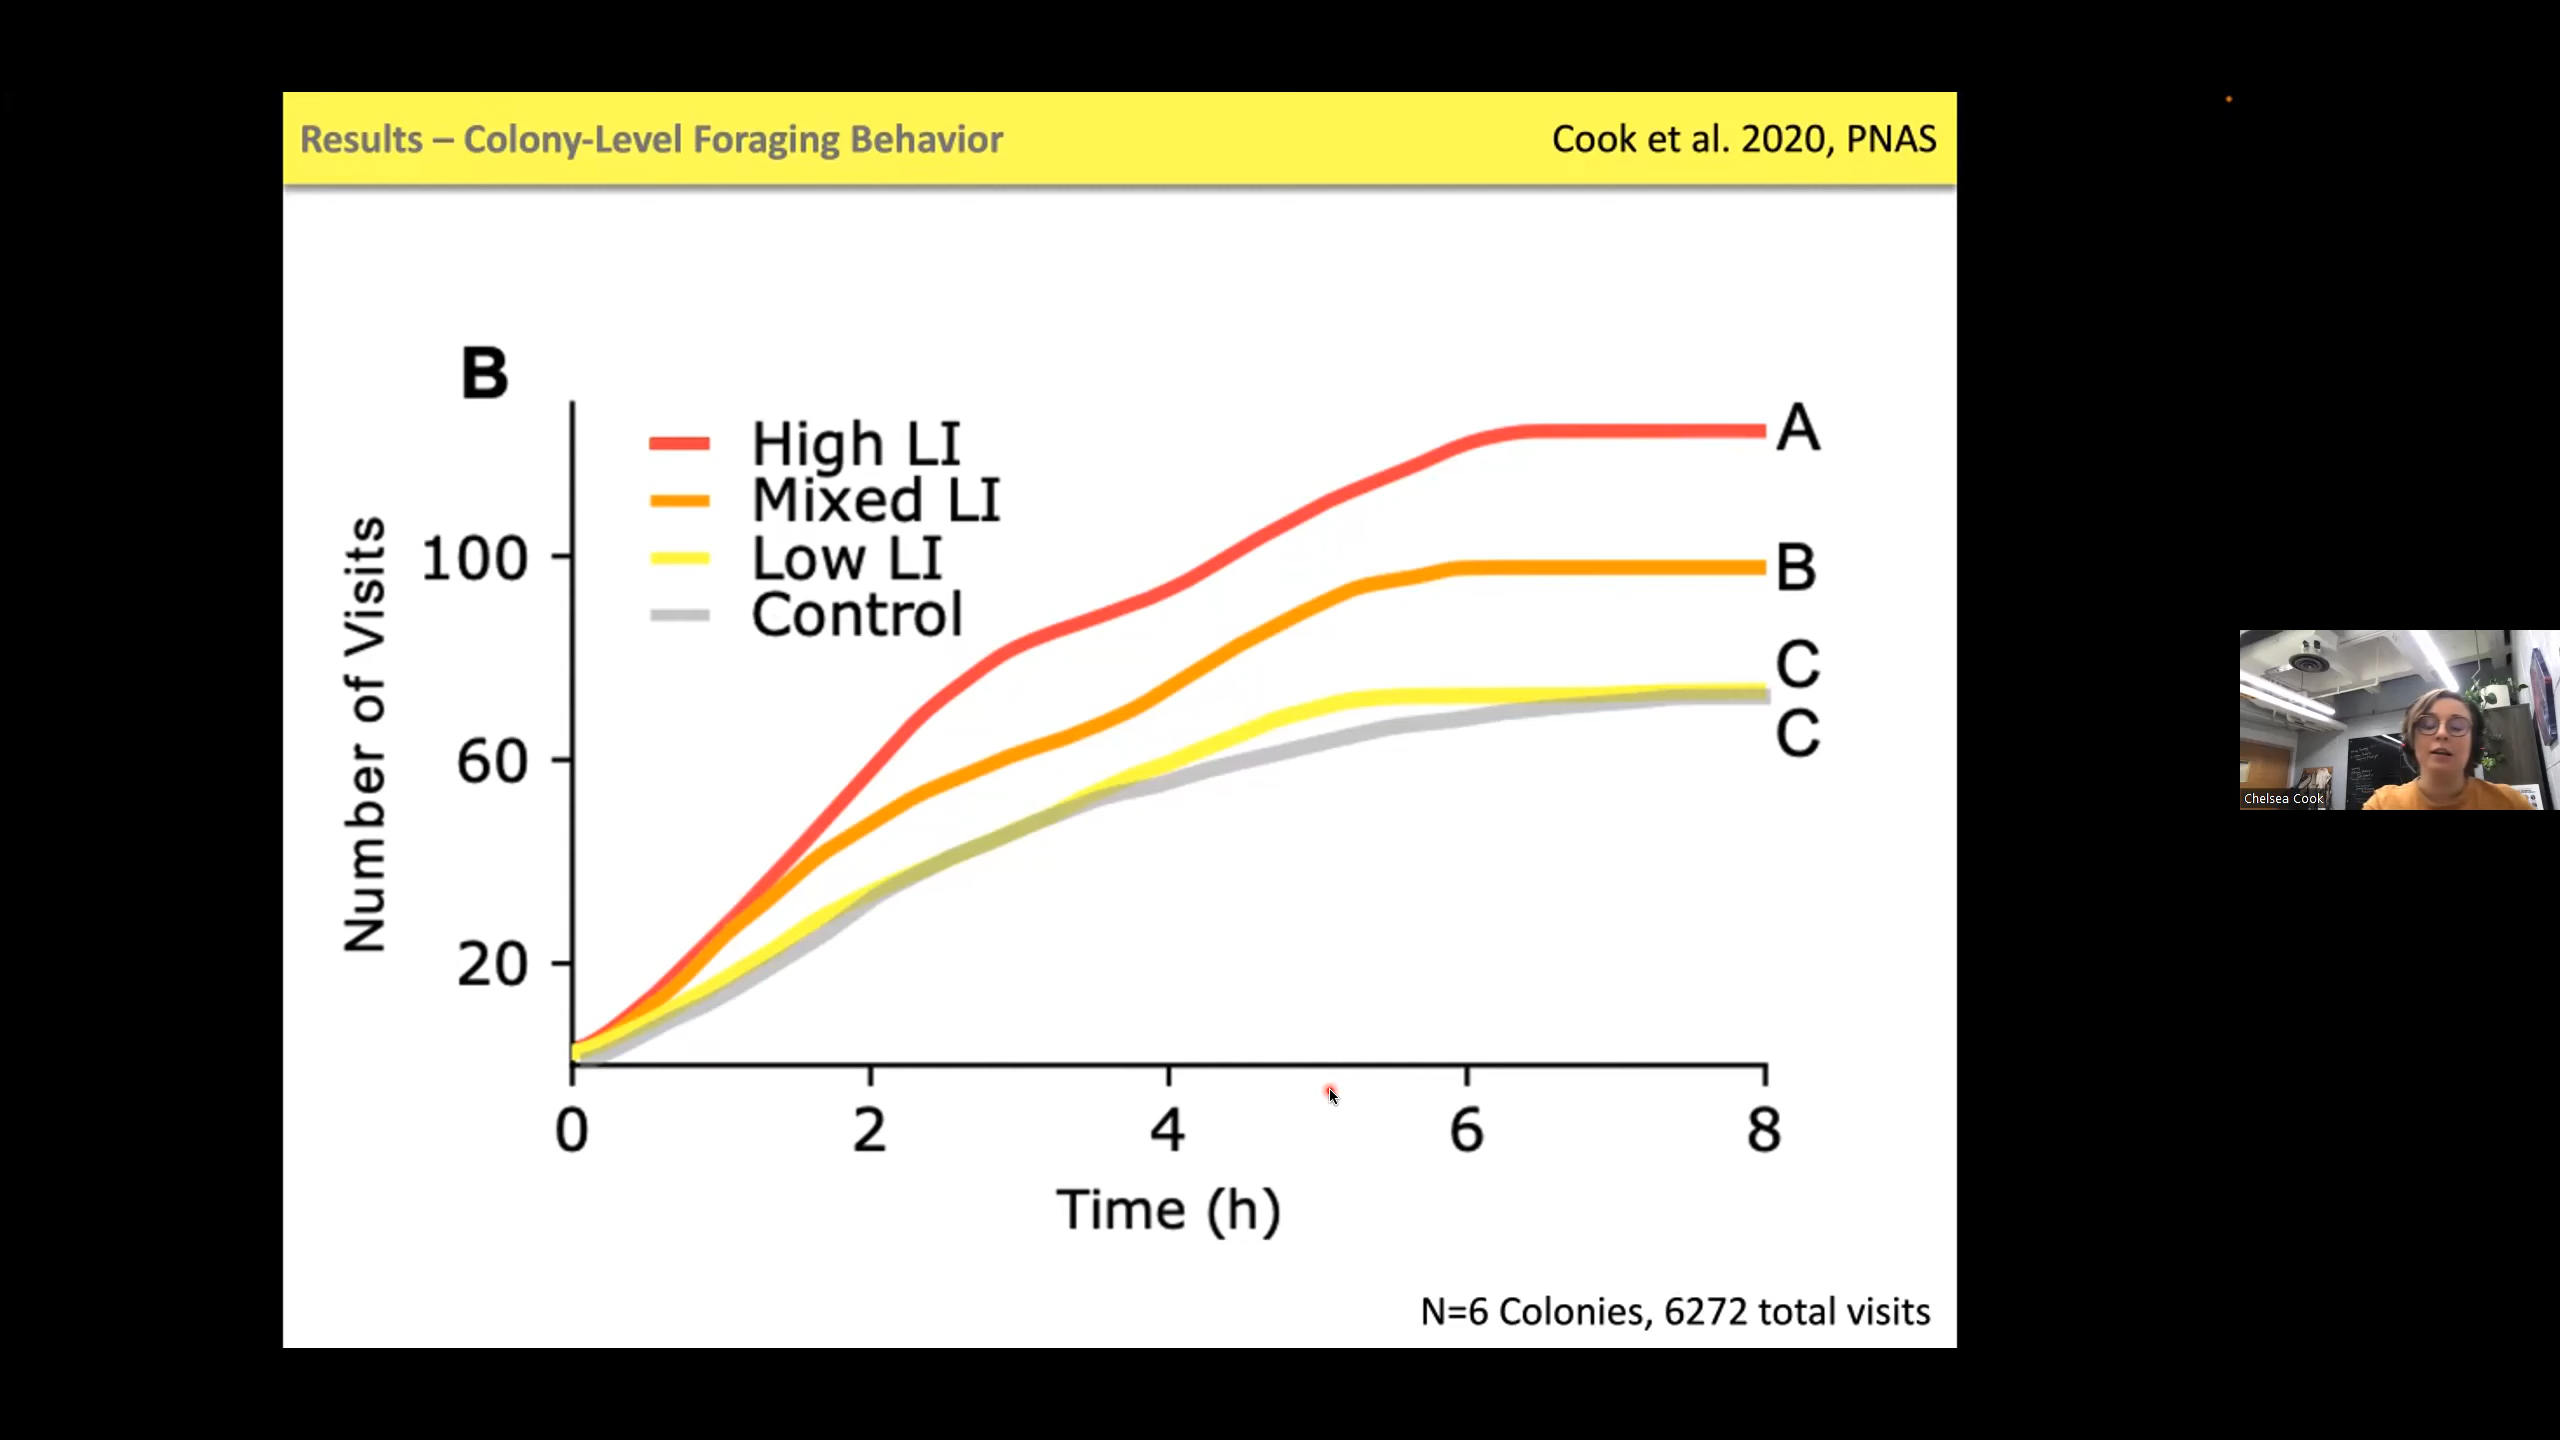 Results – Colony-Level Foraging Behavior
Cook et al. 2020, PNAS
B
High LI
Mixed LI
Low LI
Control
A
B
C
C
Number of Visits
100
60
20
0 2 4 6 8
Time (h)
N=6 Colonies, 6272 total visits
Chelsea Cook